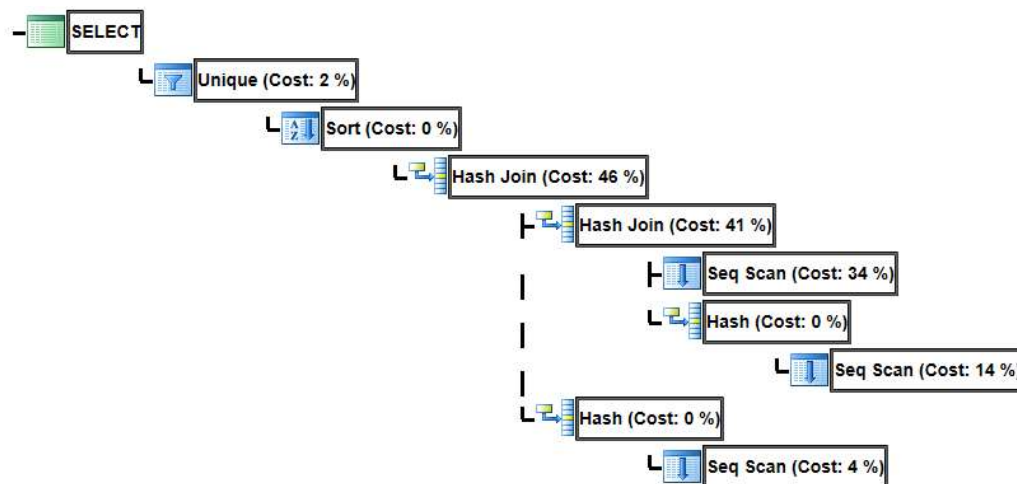 SELECT
Unique (Cost: 2 %)
Sort (Cost: 0 %)
Hash Join (Cost: 46 %)
Hash Join (Cost: 41 %)
Seq Scan (Cost: 34 %)
Hash (Cost: 0 %)
Seq Scan (Cost: 14 %)
Hash (Cost: 0 %)
Seq Scan (Cost: 4 %)